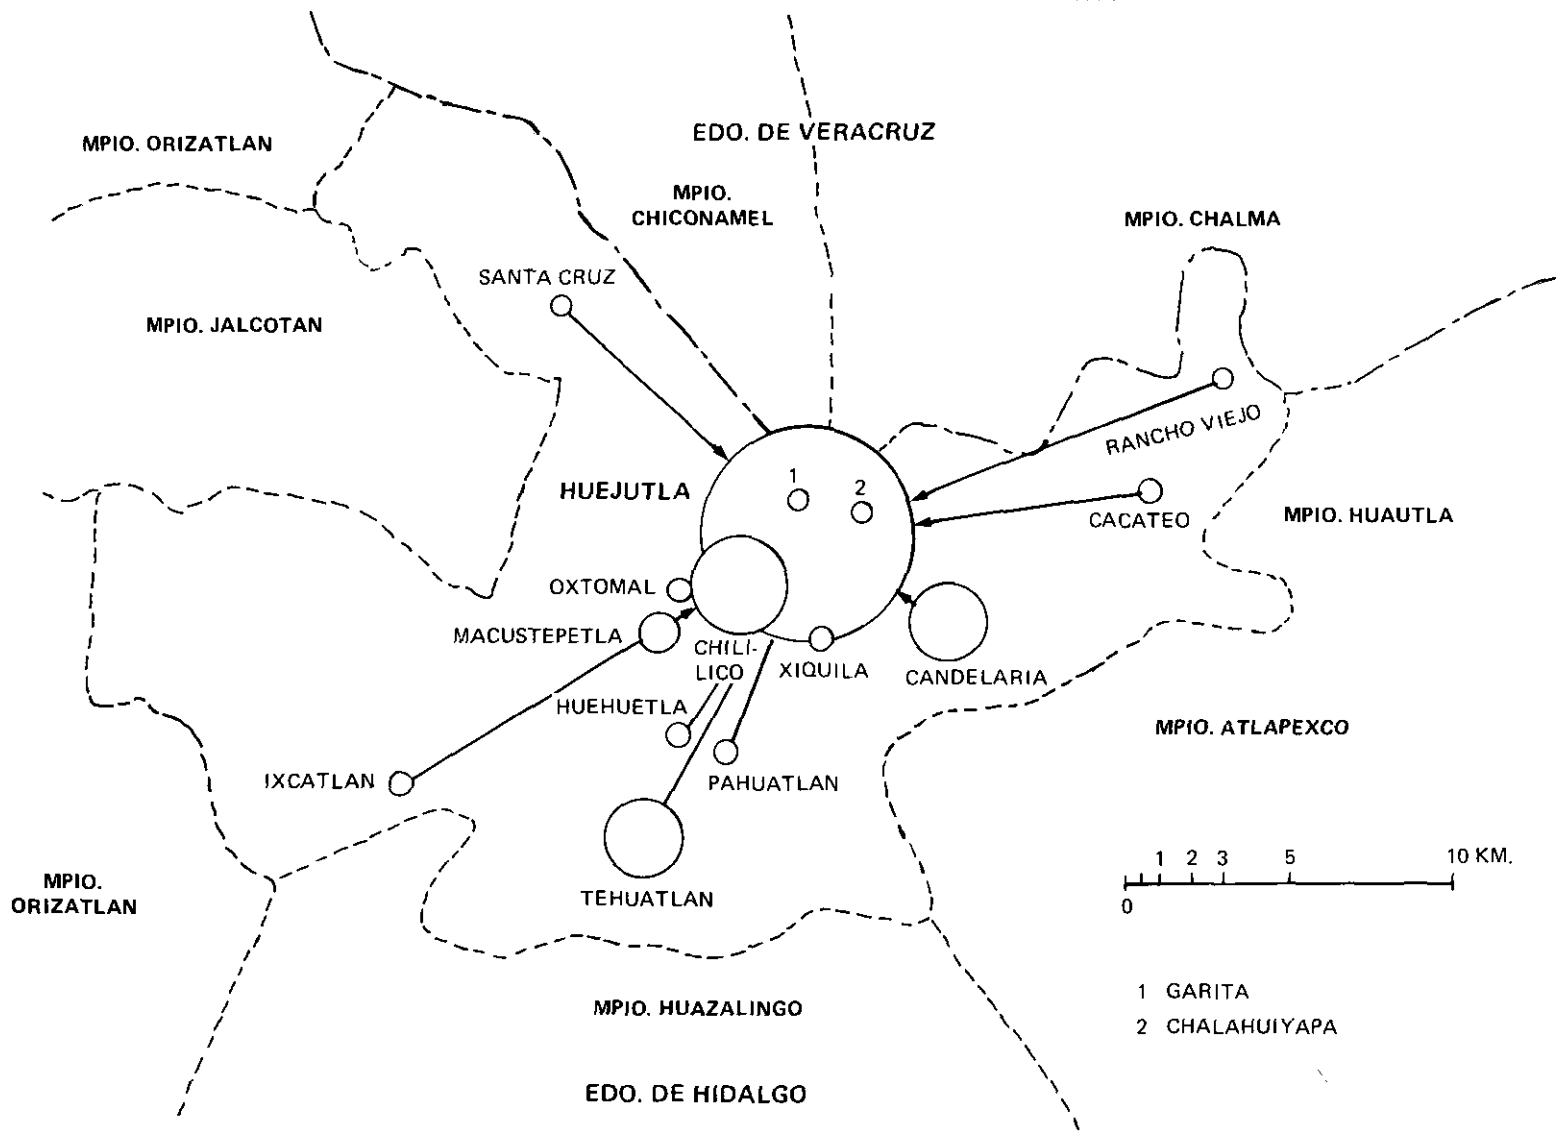 EDO. DE VERACRUZ
MPIO. ORIZATLAN
MPIO.
CHICONAMEL
MPIO. CHALMA
SANTA CRUZ
MPIO. JALCOTAN
RANCHO VIEJO
1
2
HUEJUTLA
CACATEO
MPIO. HUAUTLA
OXTOMAL
MACUSTEPETLA
CHILI-
LICO
XIQUILA
CANDELARIA
HUEHUETLA
MPIO. ATLAPEXCO
IXCATLAN
PAHUATLAN
TEHUATLAN
1 2 3 5 10 KM.
0
MPIO.
ORIZATLAN
1 GARITA
2 CHALAHUIYAPA
MPIO. HUAZALINGO
EDO. DE HIDALGO